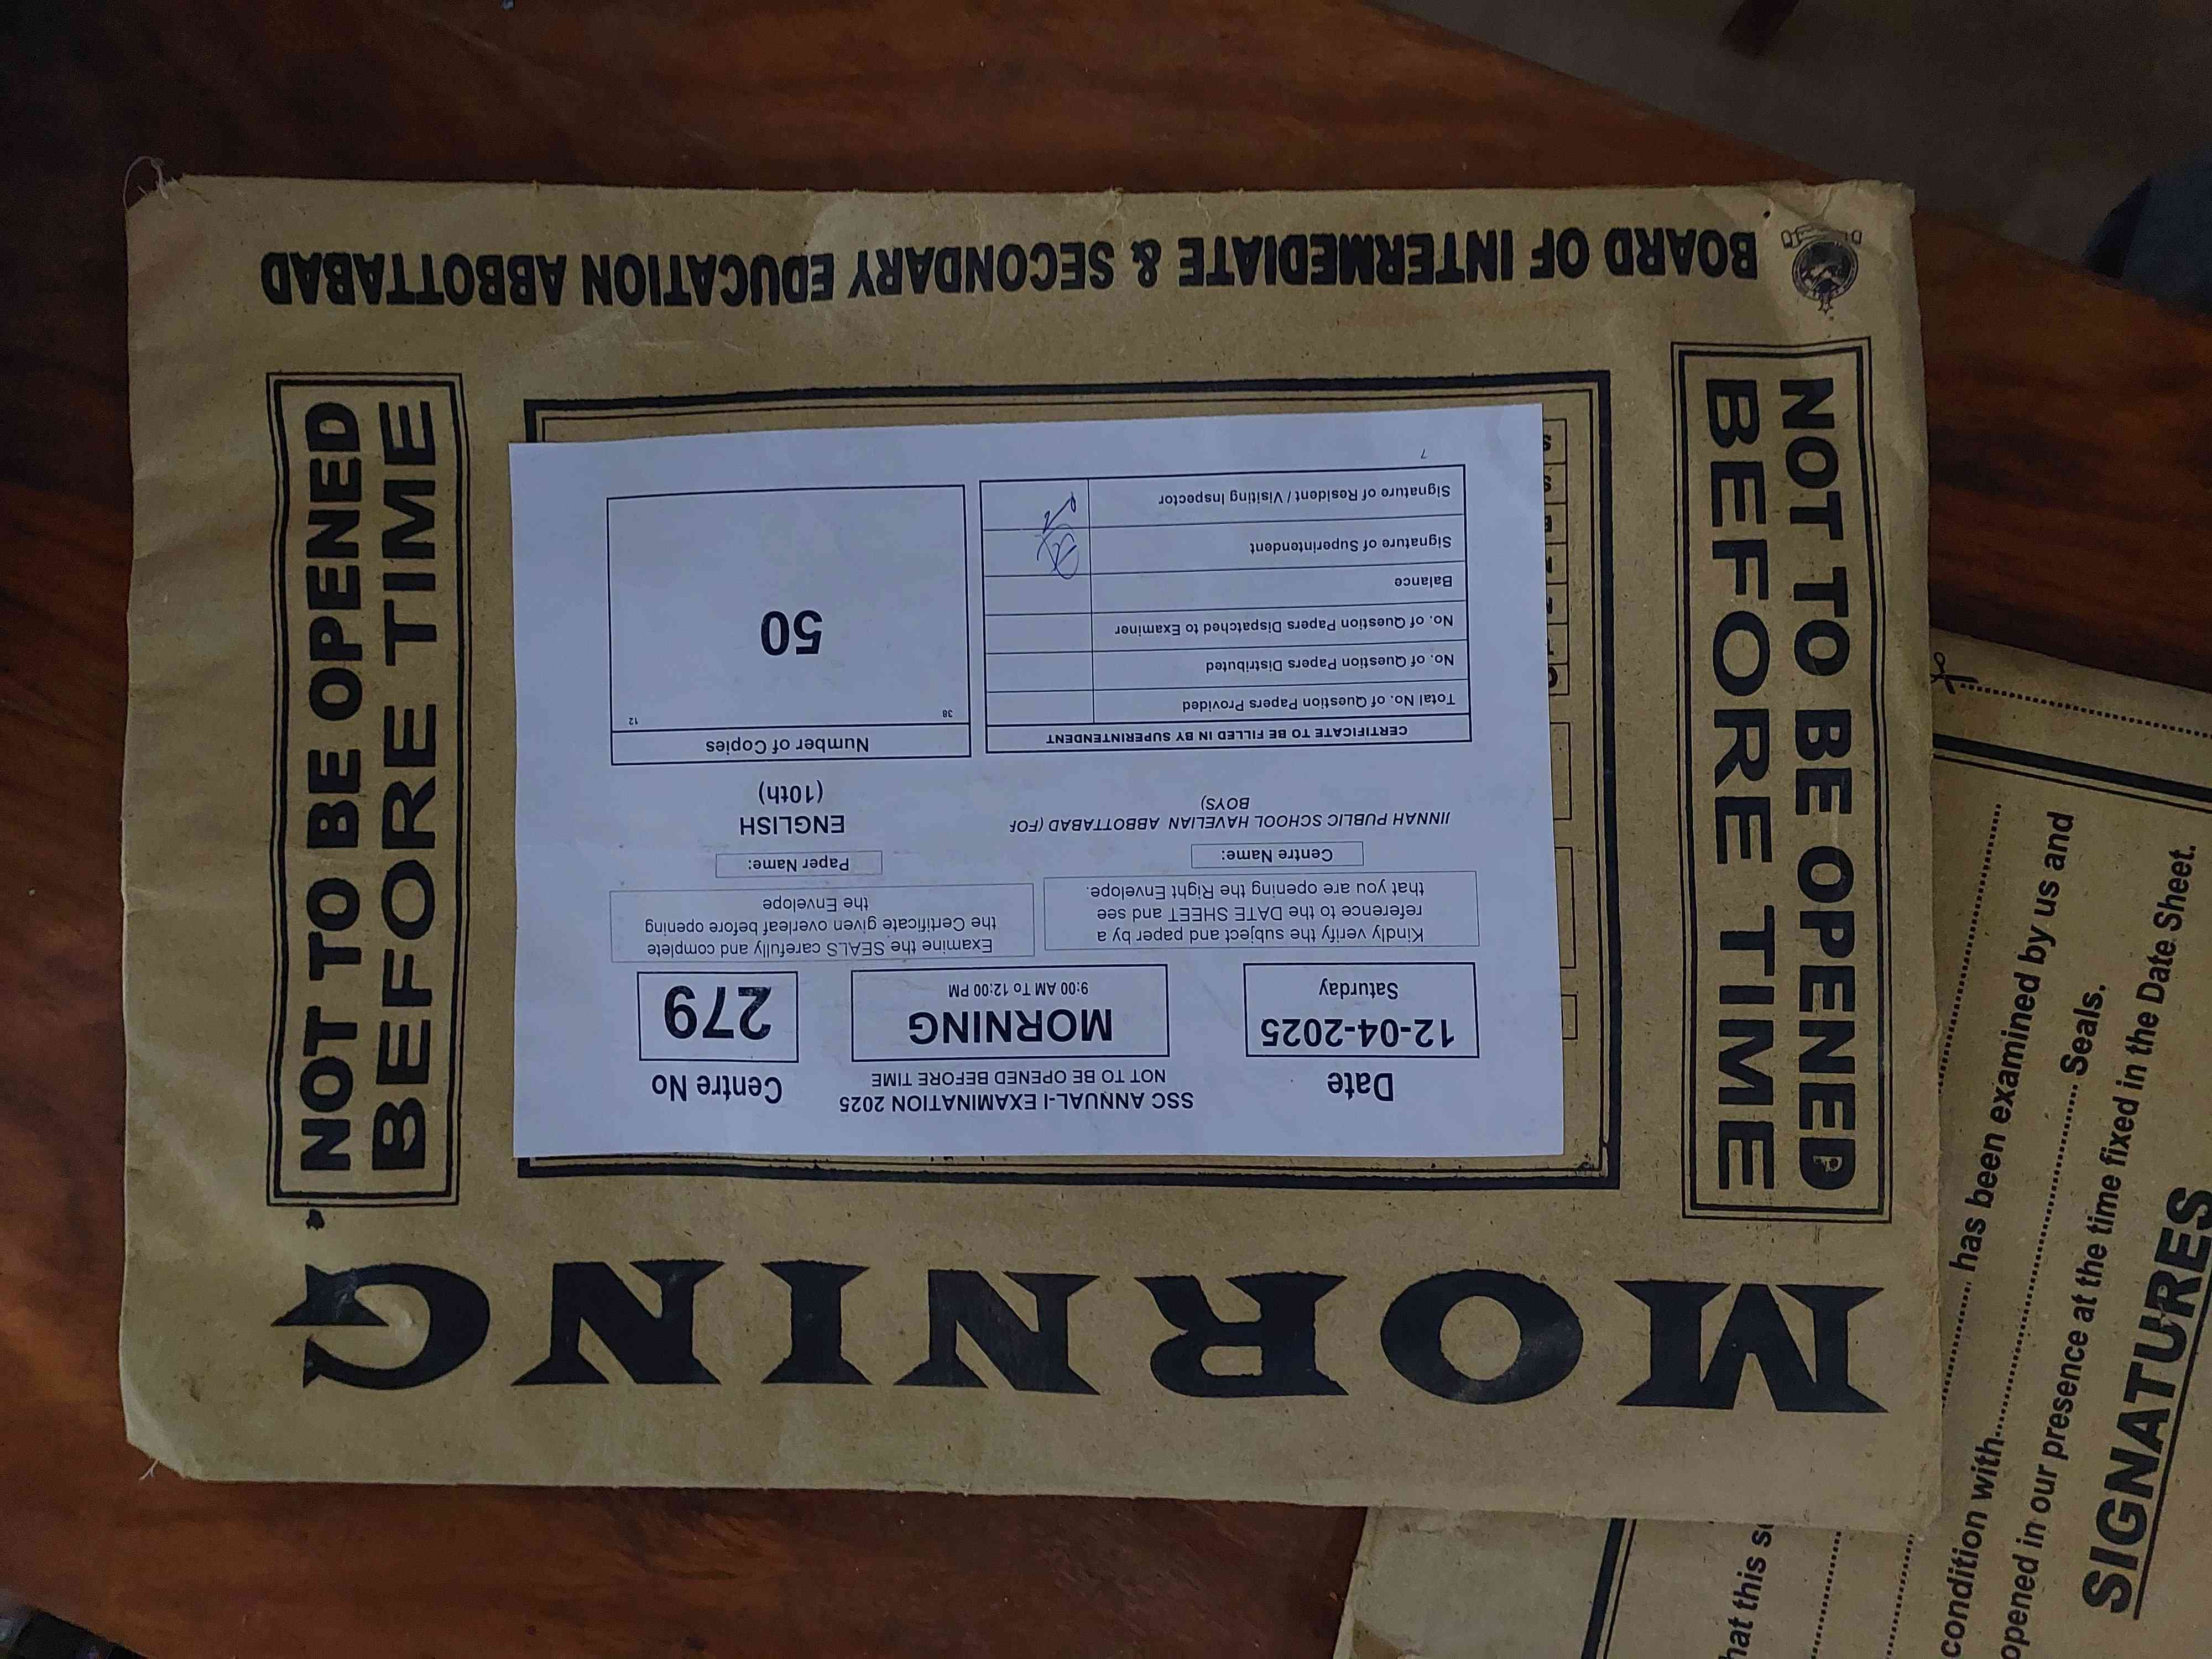 MORNING
NOT TO BE OPENED
BEFORE TIME
Date
12-04-2025
Saturday
SSC ANNUAL-I EXAMINATION 2025
NOT TO BE OPENED BEFORE TIME
MORNING
9:00 AM To 12:00 PM
Centre No
279
Kindly verify the subject and paper by a
reference to the DATE SHEET and see
that you are opening the Right Envelope.
Examine the SEALS carefully and complete
the Certificate given overleaf before opening
the Envelope
Centre Name:
JINNAH PUBLIC SCHOOL HAVELIAN ABBOTTABAD (FOR
BOYS)
Paper Name:
ENGLISH
(10th)
CERTIFICATE TO BE FILLED IN BY SUPERINTENDENT
Total No. of Question Papers Provided
No. of Question Papers Distributed
No. of Question Papers Dispatched to Examiner
Balance
Signature of Superintendent
Signature of Resident / Visiting Inspector
7
Number of Copies
38
12
50
NOT TO BE OPENED
BEFORE TIME
BOARD OF INTERMEDIATE & SECONDARY EDUCATION ABBOTTABAD
hat this
has been examined by us and
condition with Seals.
opened in our presence at the time fixed in the Date Sheet.
SIGNATURES